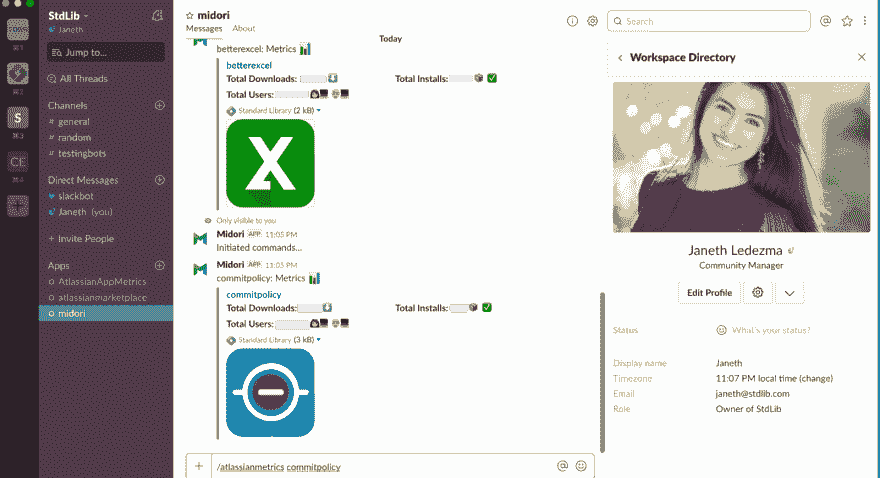 StdLib
Janeth
Jump to...
All Threads
Channels
# general
# random
# testingbots
Direct Messages
slackbot
Janeth (you)
+ Invite People
Apps
AtlassianAppMetrics
atlassianmarketplace
midori
S
CE
midori
Messages About
Today
betterexcel: Metrics
betterexcel
Total Downloads: Total Installs:
Total Users:
Standard Library (2 kB)
X
Only visible to you
Midori APP 11:05 PM
Initiated commands...
Midori APP 11:05 PM
commitpolicy: Metrics
commitpolicy
Total Downloads: Total Installs:
Total Users:
Standard Library (3 kB)
/atlassianmetrics commitpolicy
Search
Workspace Directory
Janeth Ledezma
Community Manager
Edit Profile
Status What's your status?
Display name Janeth
Timezone 11:07 PM local time (change)
Email janeth@stdlib.com
Role Owner of StdLib